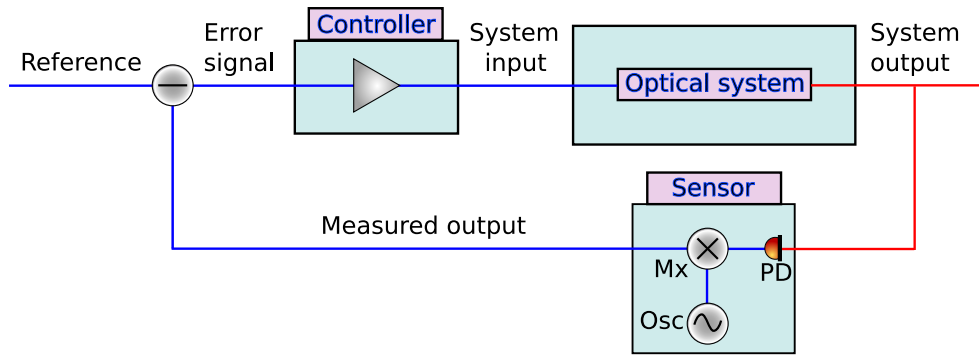 Reference
Error
signal
Controller
System
input
Optical system
System
output
Sensor
Measured output
Mx
PD
Osc